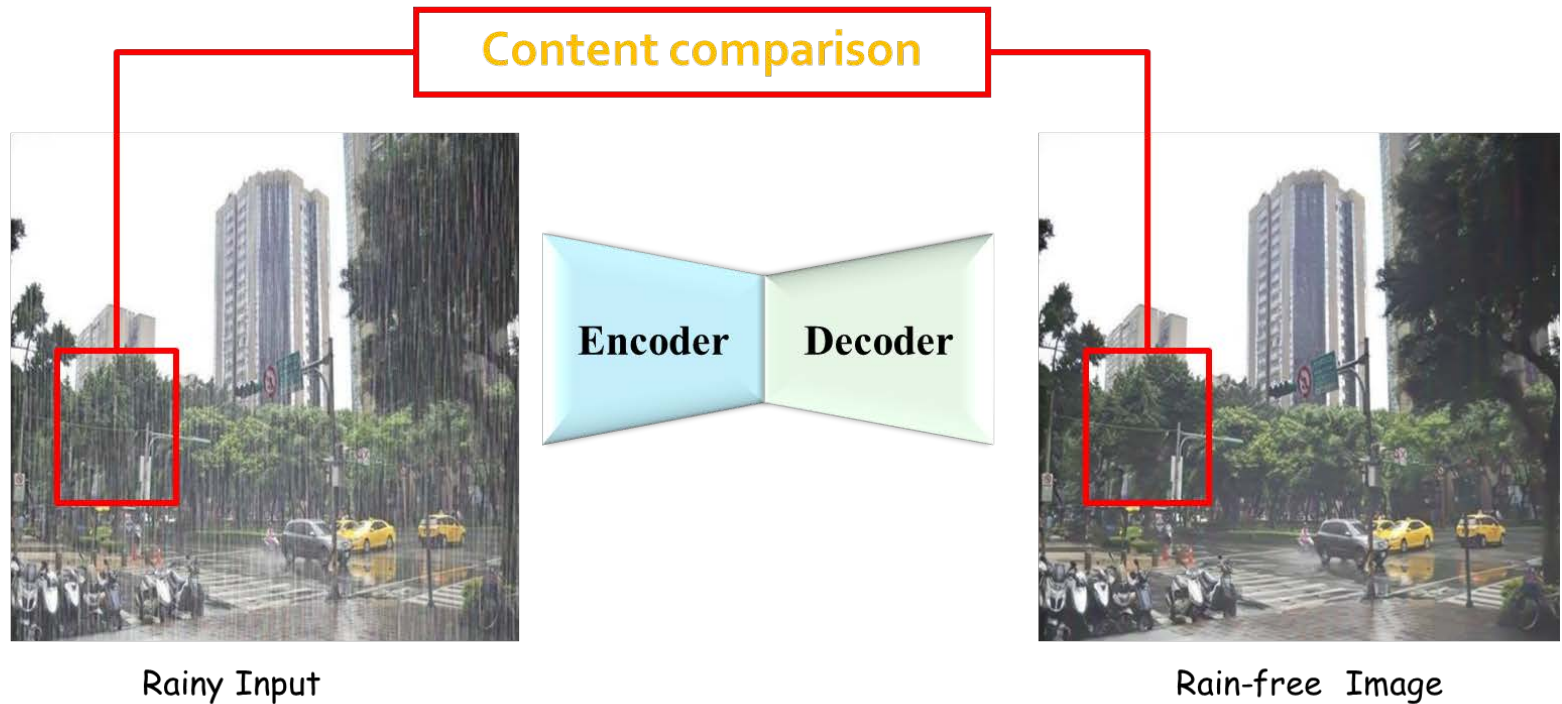 Content comparison
Encoder
Decoder
Rainy Input
Rain-free Image